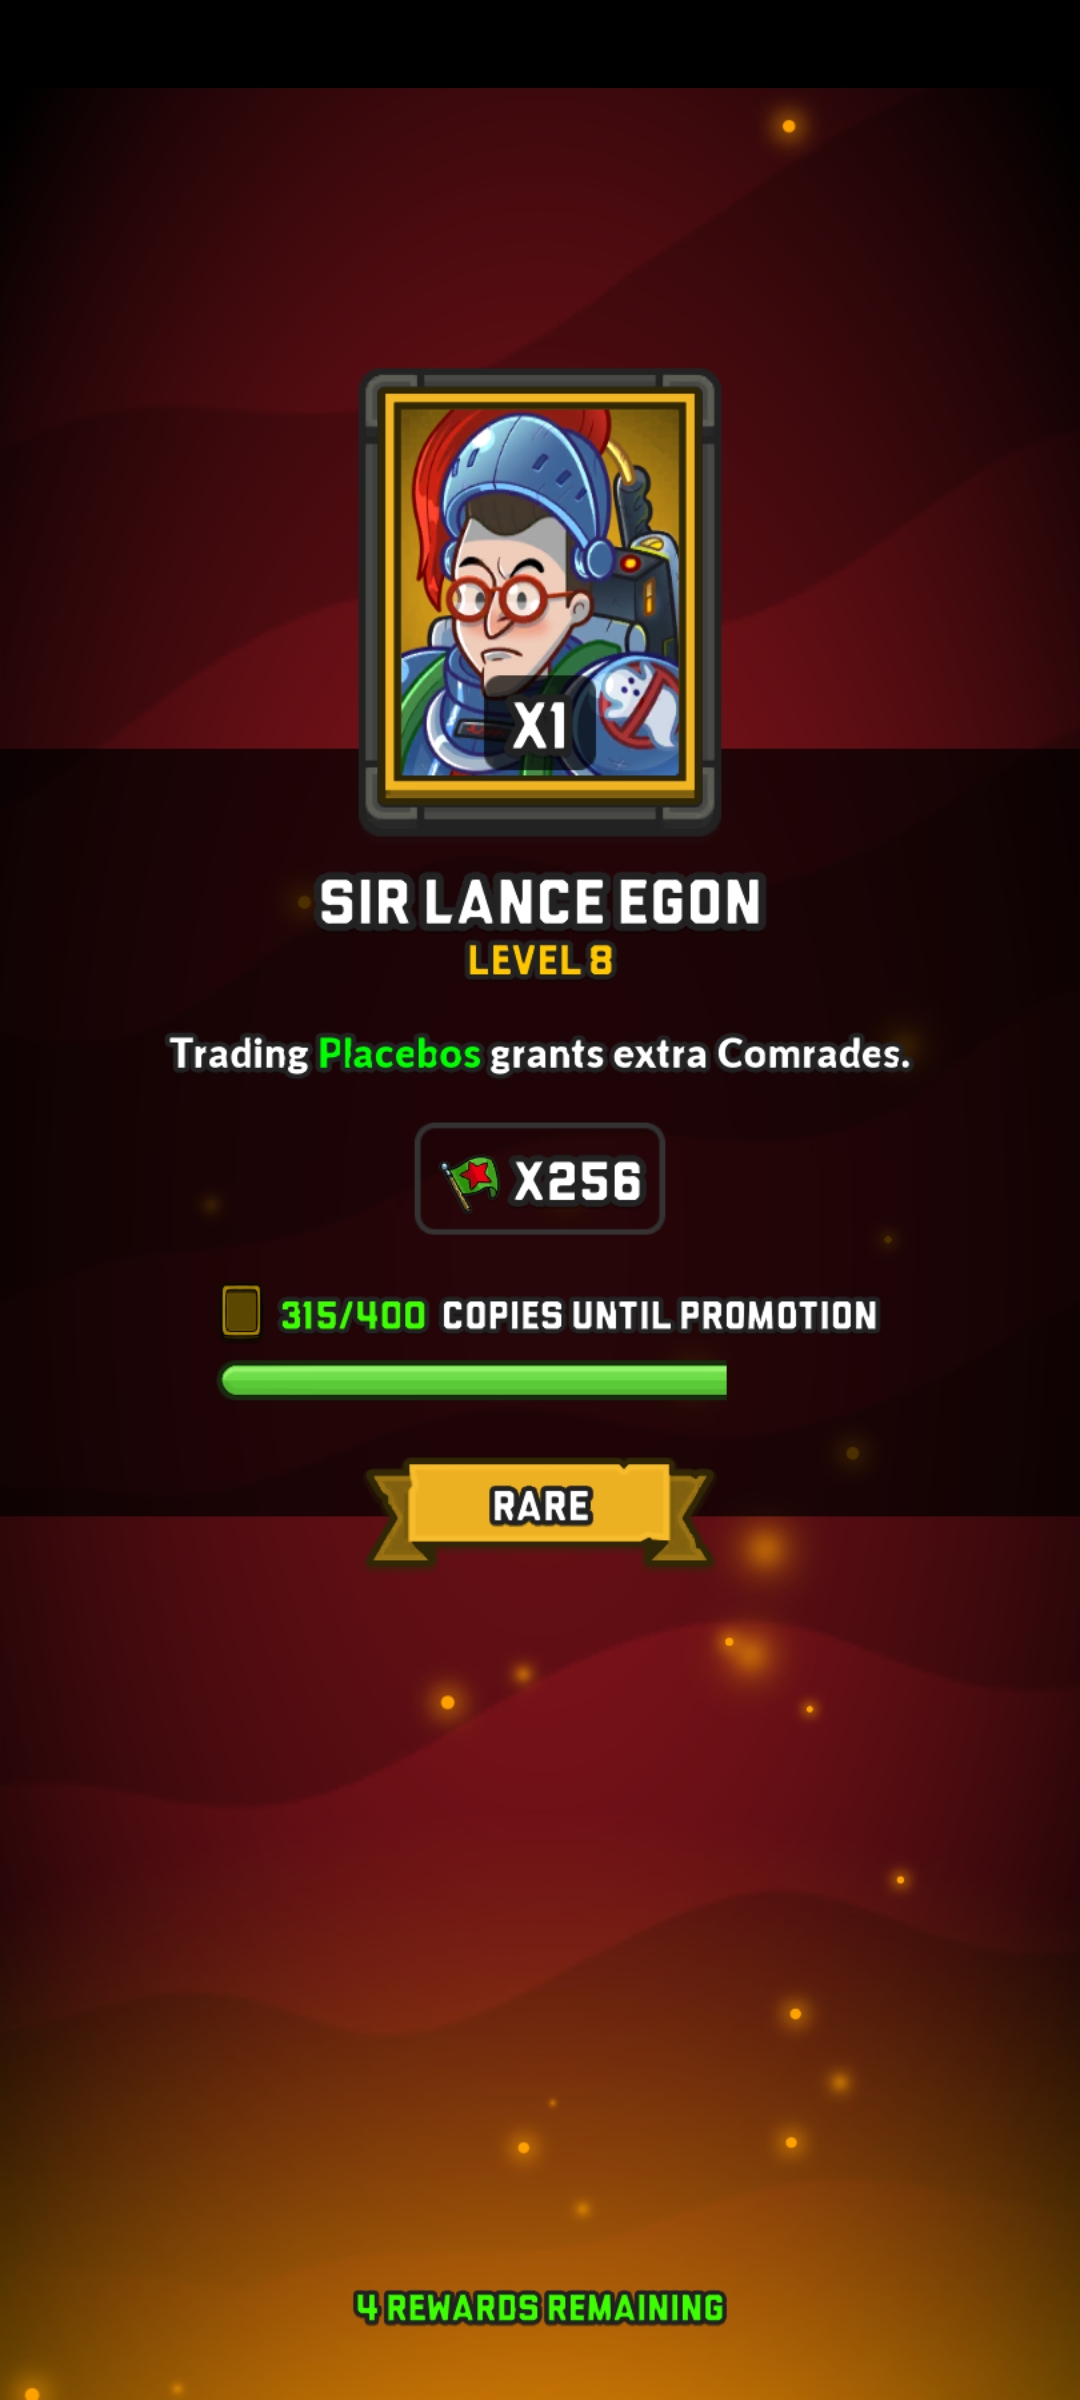 X1
SIR LANCE EGON
LEVEL 8
Trading Placebos grants extra Comrades.
X256
315/400 COPIES UNTIL PROMOTION
RARE
4 REWARDS REMAINING